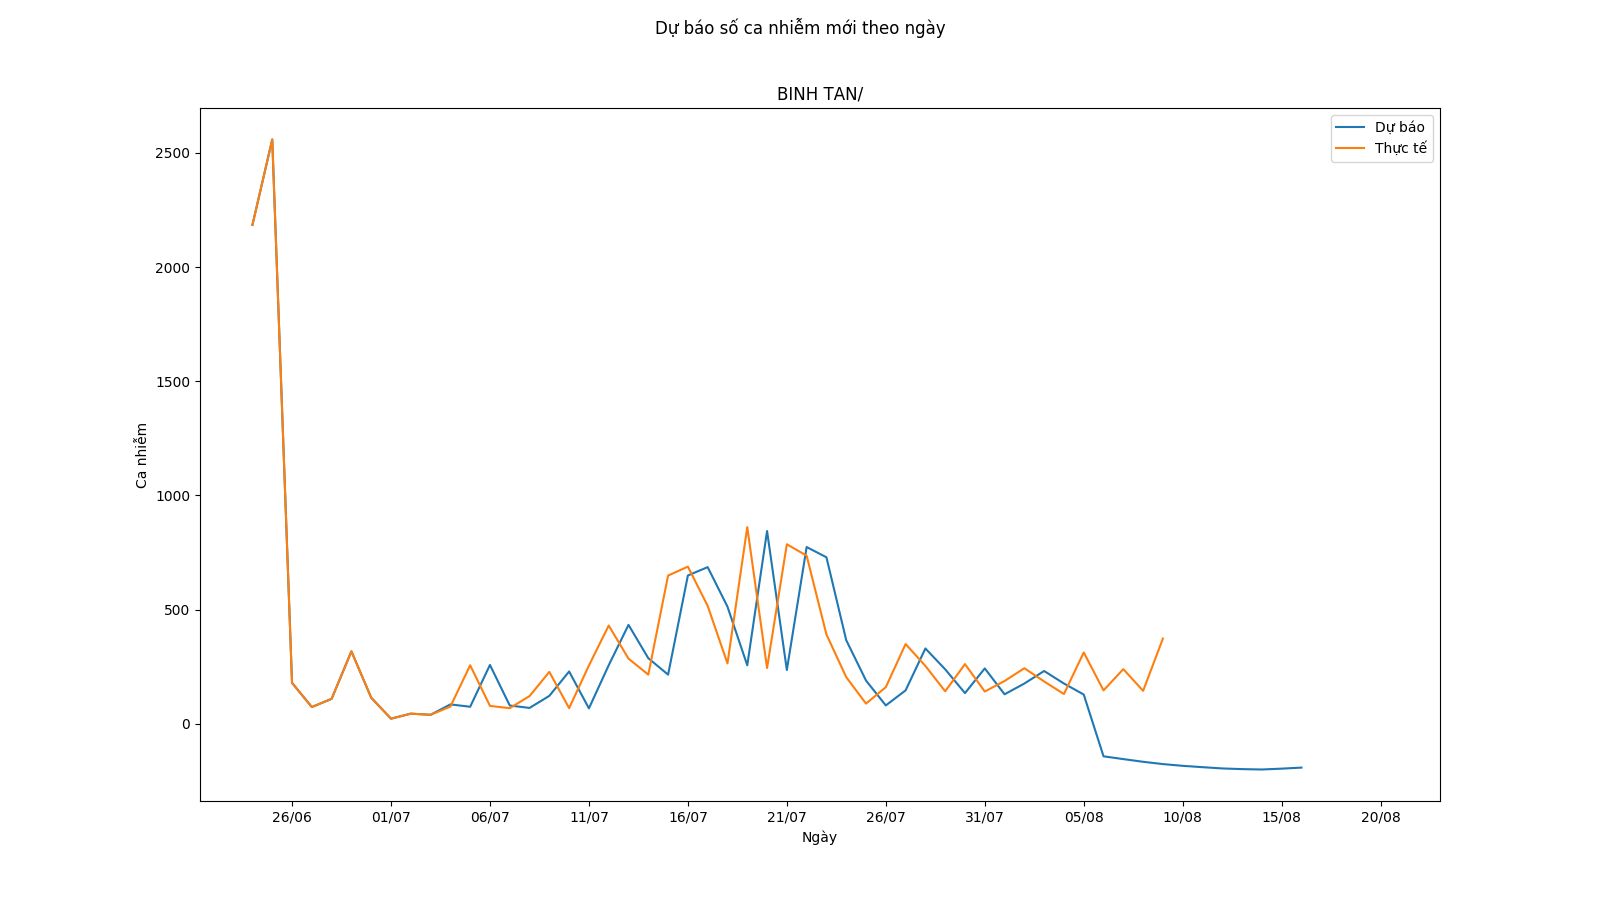 Dự báo số ca nhiễm mới theo ngày
BINH TAN/
Dự báo
Thực tế
2500
2000
1500
1000
500
0
Ca nhiễm
26/06 01/07 06/07 11/07 16/07 21/07 26/07 31/07 05/08 10/08 15/08 20/08
Ngày